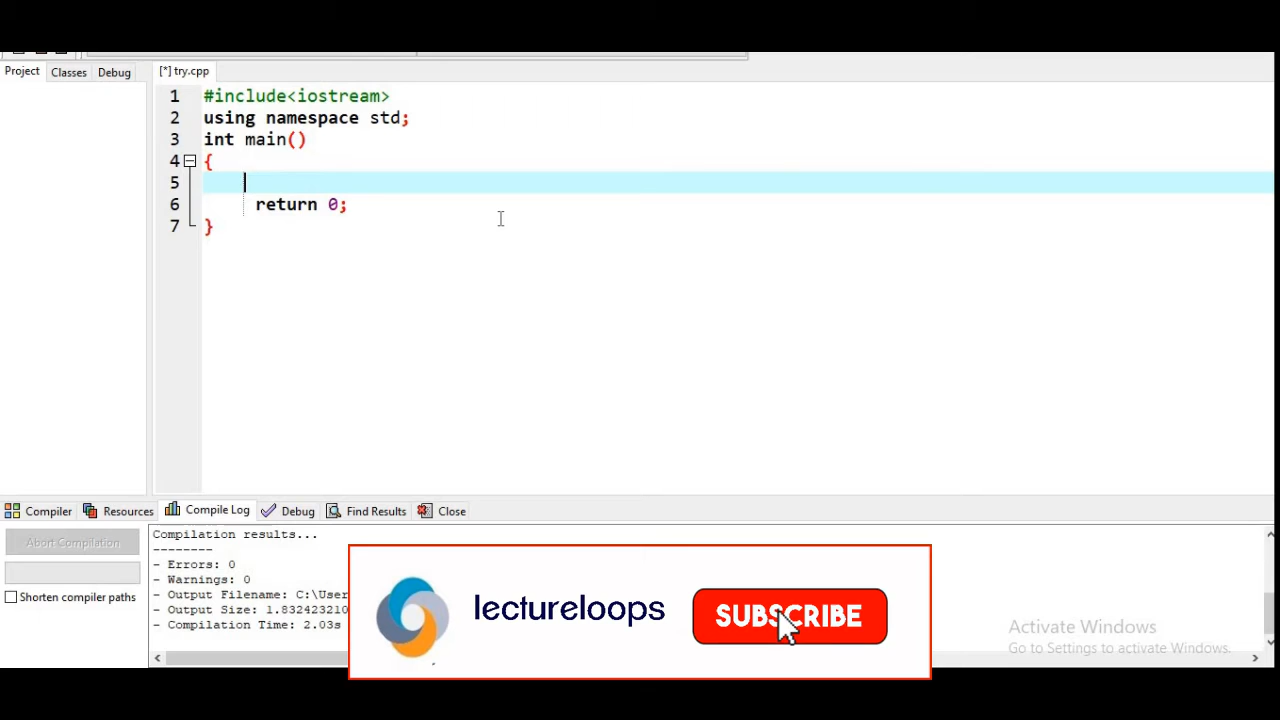 Project Classes Debug [*] try.cpp
1 #include<iostream>
2 using namespace std;
3 int main()
4 {
5
6 return 0;
7 }
Compiler Resources Compile Log Debug Find Results Close
Abort Compilation
Shorten compiler paths
Compilation results...
--------
- Errors: 0
- Warnings: 0
- Output Filename: C:\User
- Output Size: 1.832423210
- Compilation Time: 2.03s
lectureloops
SUBSCRIBE
Activate Windows
Go to Settings to activate Windows.